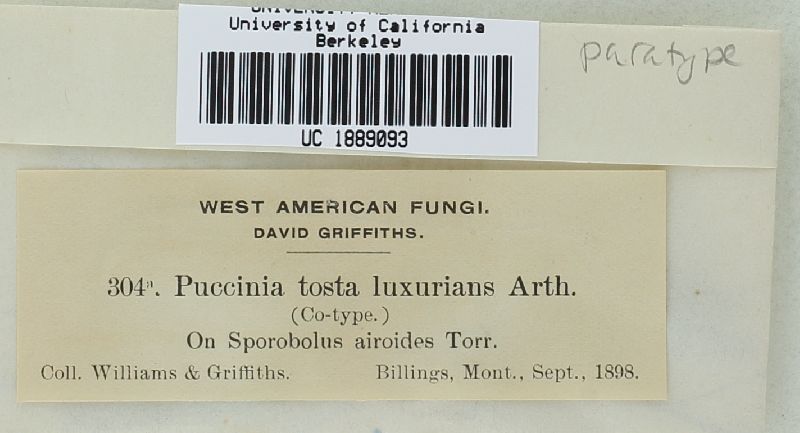 University of California
Berkeley
UC 1889093
paratype
WEST AMERICAN FUNGI.
DAVID GRIFFITHS.
304a. Puccinia tosta luxurians Arth.
(Co-type.)
On Sporobolus airoides Torr.
Coll. Williams & Griffiths. Billings, Mont., Sept., 1898.